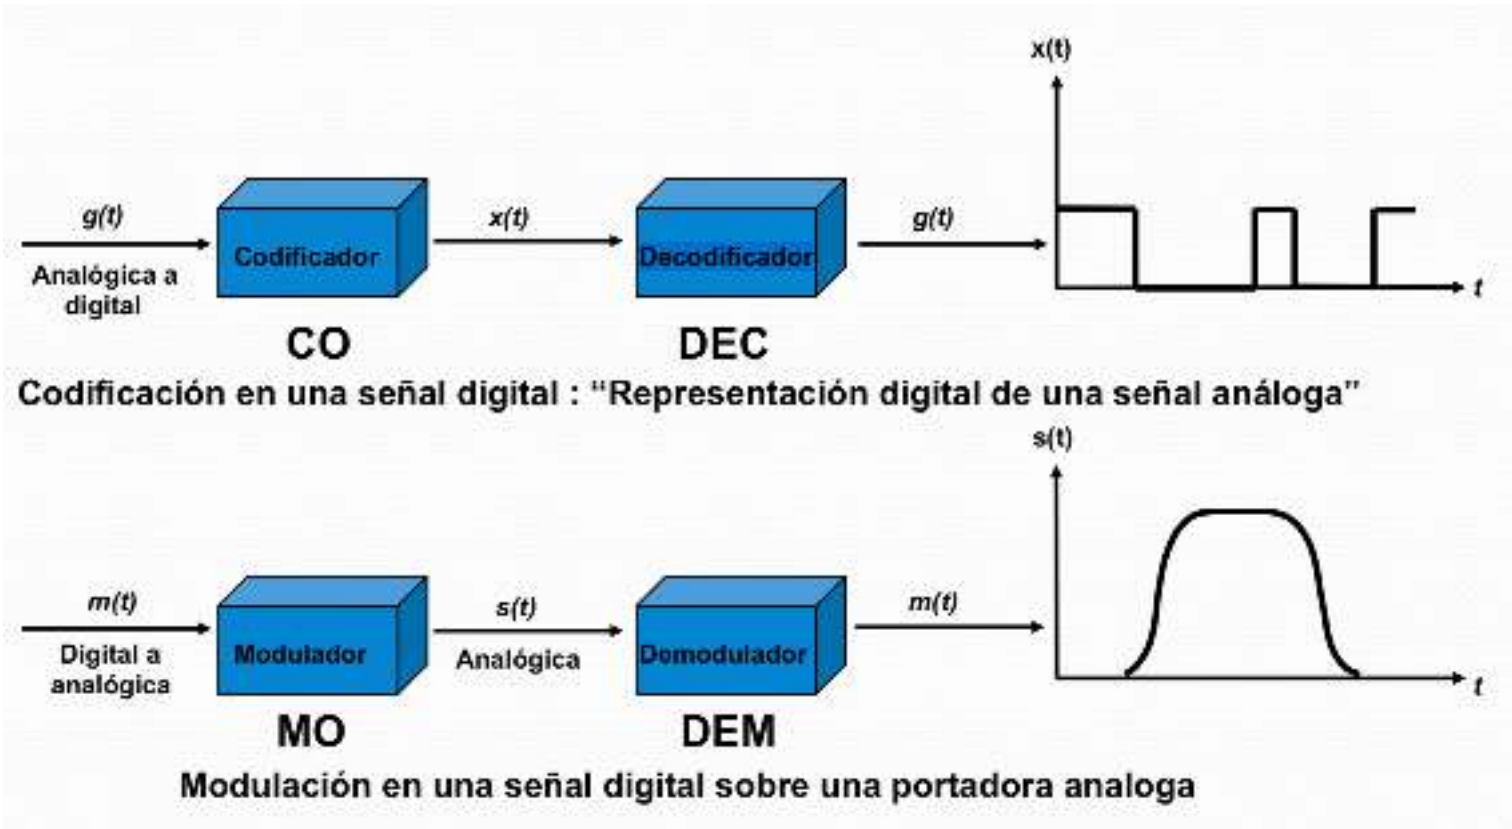 x(t)
g(t)
Analógica a
digital
Codificador
x(t)
Decodificador
g(t)
t
CO
DEC
Codificación en una señal digital : “Representación digital de una señal análoga”
s(t)
m(t)
Digital a
analógica
Modulador
s(t)
Analógica
Demodulador
m(t)
t
MO
DEM
Modulación en una señal digital sobre una portadora analoga